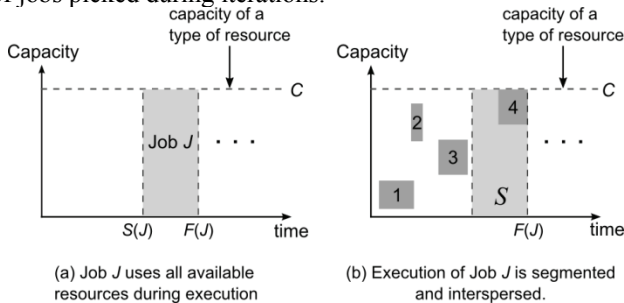 of jobs picked during iterations.
capacity of a
type of resource
Capacity
C
Job J
. . .
S(J)
F(J)
time
(a) Job J uses all available
resources during execution
capacity of a
type of resource
Capacity
C
4
2
3
1
S
. . .
F(J)
time
(b) Execution of Job J is segmented
and interspersed.